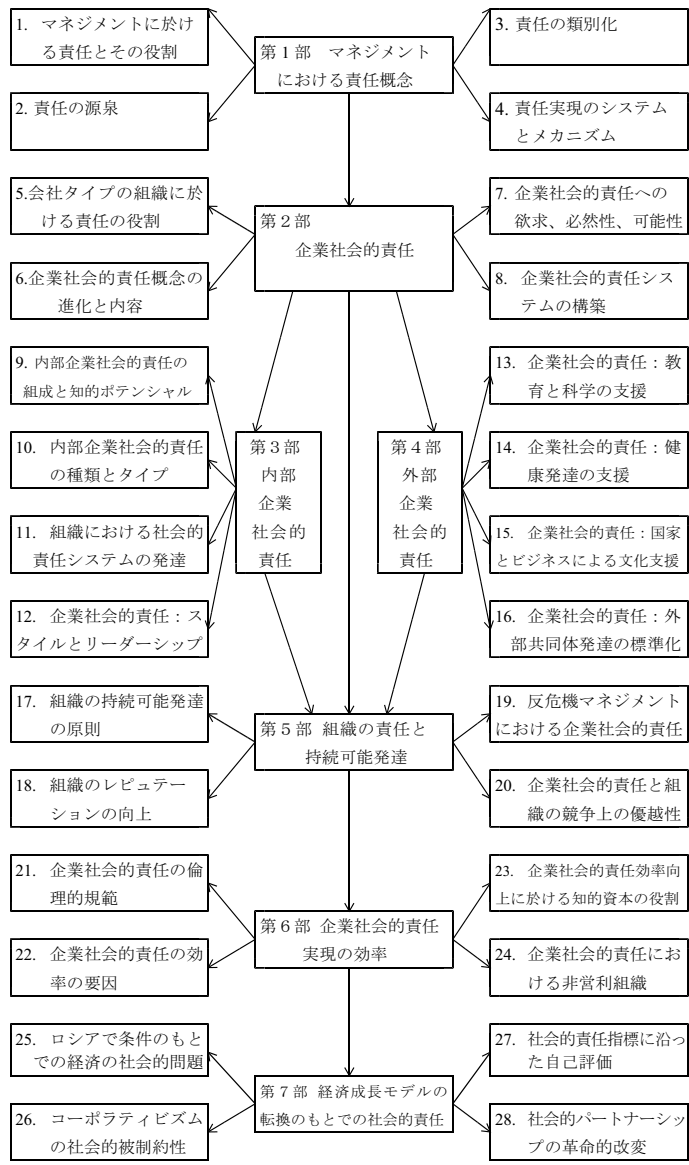 1. マネジメントに於け
る責任とその役割
2. 責任の源泉
第１部　マネジメント
における責任概念
3. 責任の類別化
4. 責任実現のシステム
とメカニズム
5.会社タイプの組織に於
ける責任の役割
6.企業社会的責任概念の
進化と内容
第２部
企業社会的責任
7. 企業社会的責任への
欲求、必然性、可能性
8. 企業社会的責任シス
テムの構築
9. 内部企業社会的責任の
組成と知的ポテンシャル
10. 内部企業社会的責任
の種類とタイプ
11. 組織における社会的
責任システムの発達
12. 企業社会的責任：ス
タイルとリーダーシップ
第３部
内部
企業
社会的
責任
第４部
外部
企業
社会的
責任
13. 企業社会的責任：教
育と科学の支援
14. 企業社会的責任：健
康発達の支援
15. 企業社会的責任：国家
とビジネスによる文化支援
16. 企業社会的責任：外
部共同体発達の標準化
17. 組織の持続可能発達
の原則
18. 組織のレピュテー
ションの向上
第５部 組織の責任と
持続可能発達
19. 反危機マネジメント
における企業社会的責任
20. 企業社会的責任と組
織の競争上の優越性
21. 企業社会的責任の倫
理的規範
22. 企業社会的責任の効
率の要因
第６部 企業社会的責任
実現の効率
23. 企業社会的責任効率向
上に於ける知的資本の役割
24. 企業社会的責任にお
ける非営利組織
25. ロシアで条件のもと
での経済の社会的問題
26. コーポラティビズム
の社会的被制約性
第７部 経済成長モデルの
転換のもとでの社会的責任
27. 社会的責任指標に沿っ
た自己評価
28. 社会的パートナーシッ
プの革命的改変